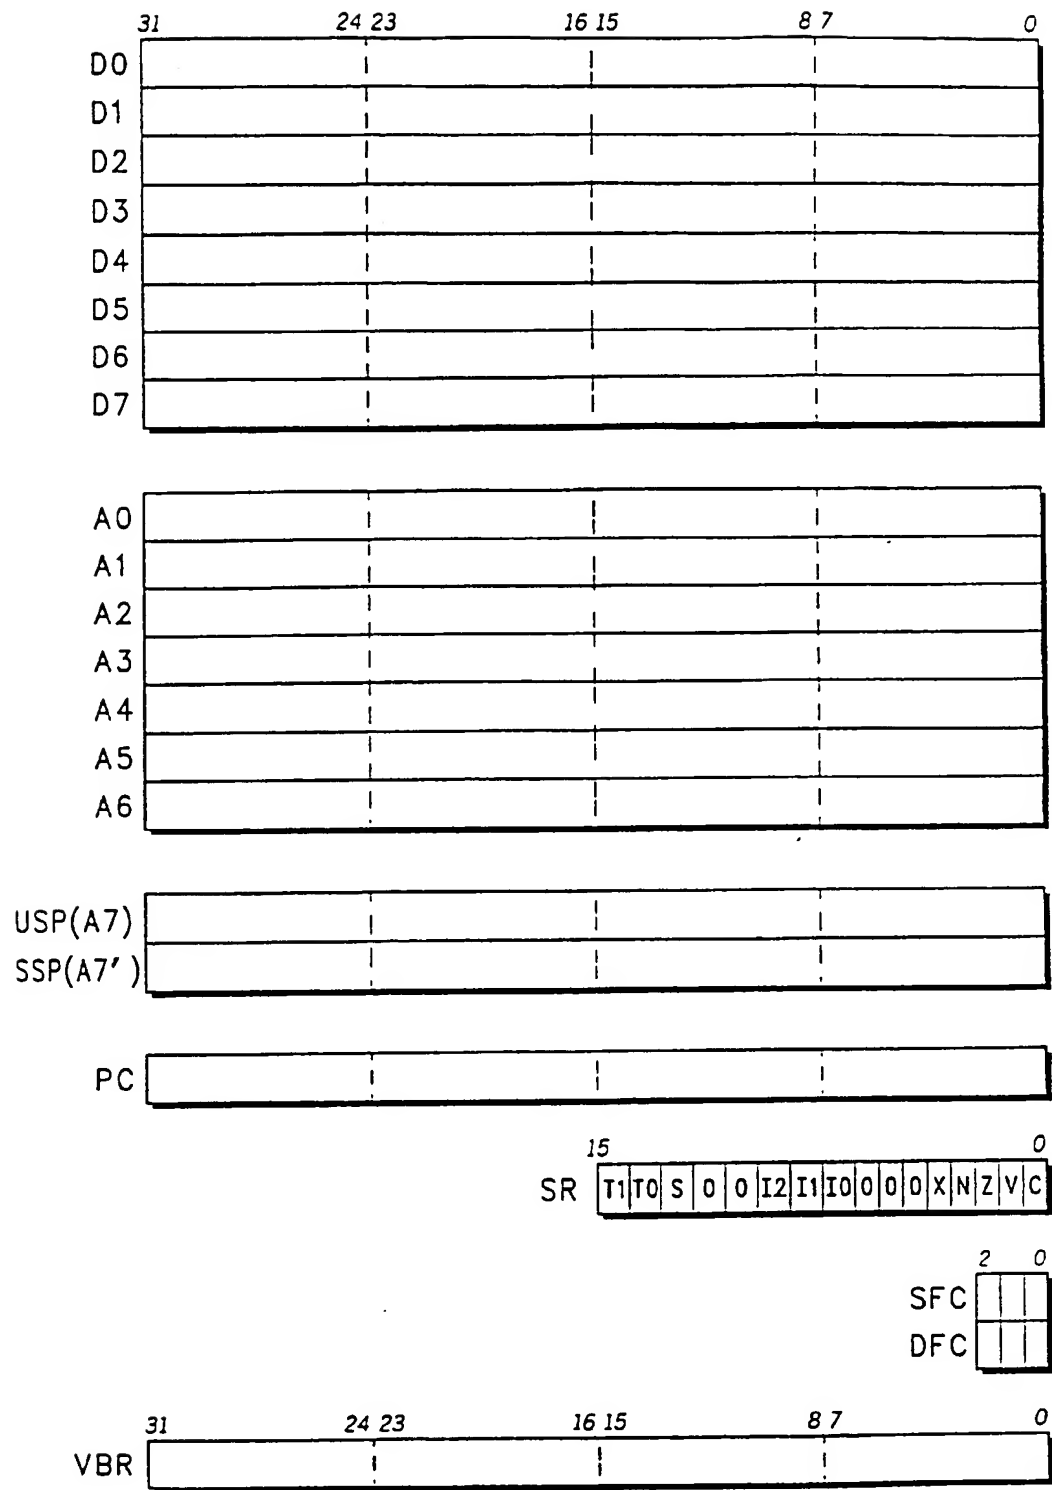 31 24 23 16 15 8 7 0
D0
D1
D2
D3
D4
D5
D6
D7
A0
A1
A2
A3
A4
A5
A6
USP(A7)
SSP(A7')
PC
15 0
SR T1 T0 S 0 0 I2 I1 I0 0 0 0 X N Z V C
2 0
SFC
DFC
31 24 23 16 15 8 7 0
VBR